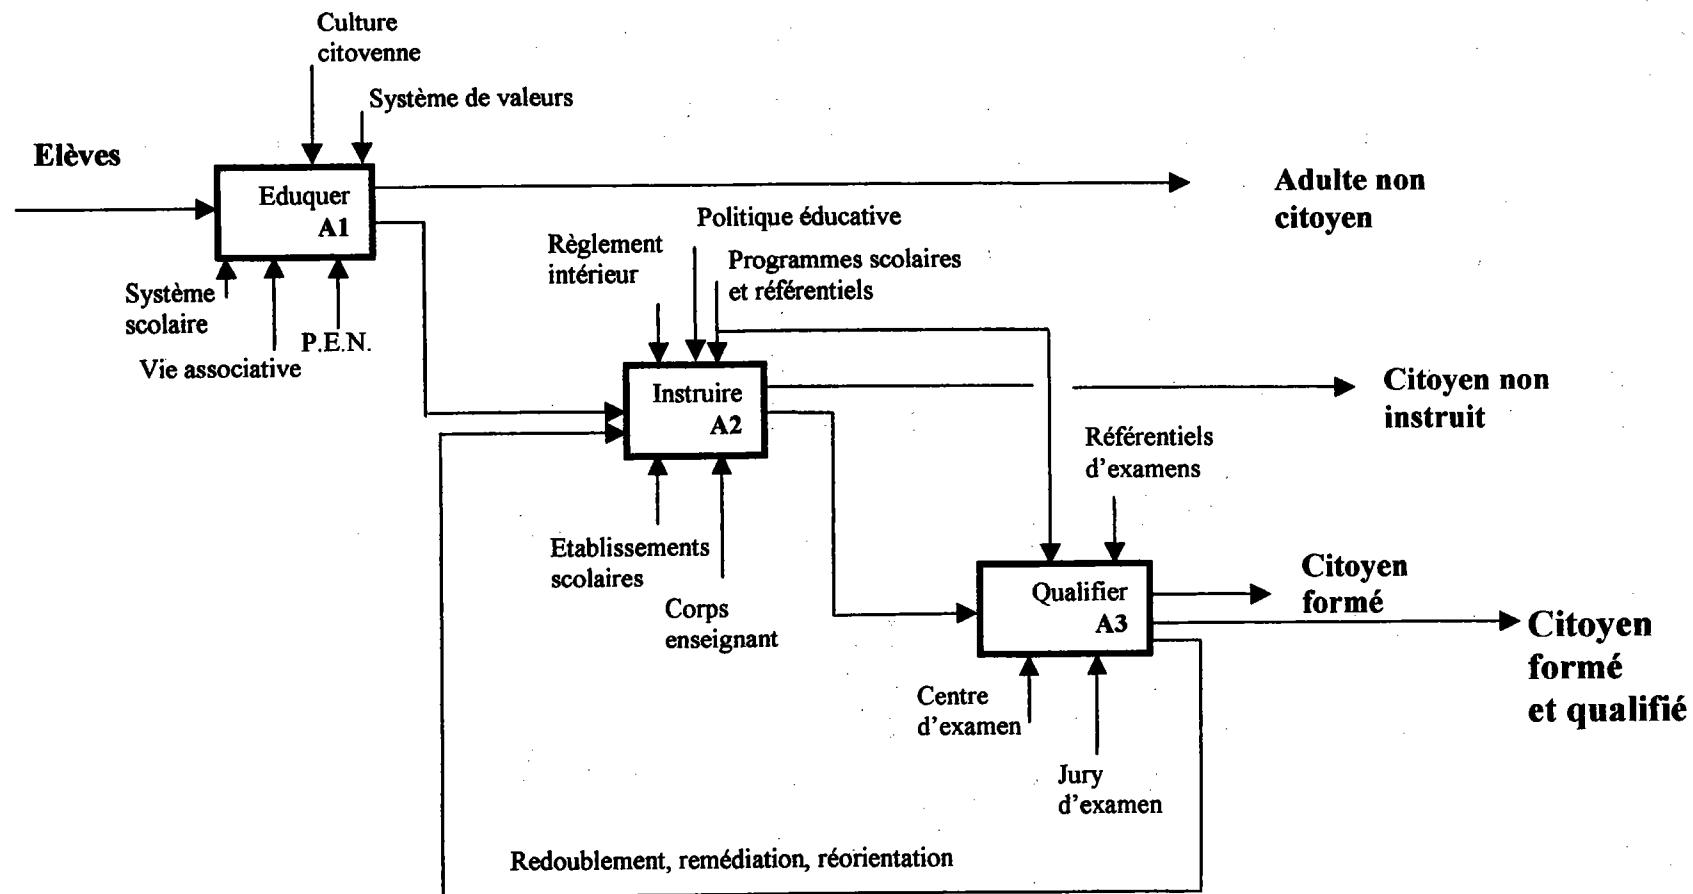 Culture
citovenne
Système de valeurs
Elèves
Eduquer
A1
Adulte non
citoyen
Système
scolaire
P.E.N.
Vie associative
Politique éducative
Règlement
intérieur
Programmes scolaires
et référentiels
Instruire
A2
Citoyen non
instruit
Référentiels
d'examens
Etablissements
scolaires
Corps
enseignant
Qualifier
A3
Citoyen
formé
Citoyen
formé
et qualifié
Centre
d'examen
Jury
d'examen
Redoublement, remédiation, réorientation